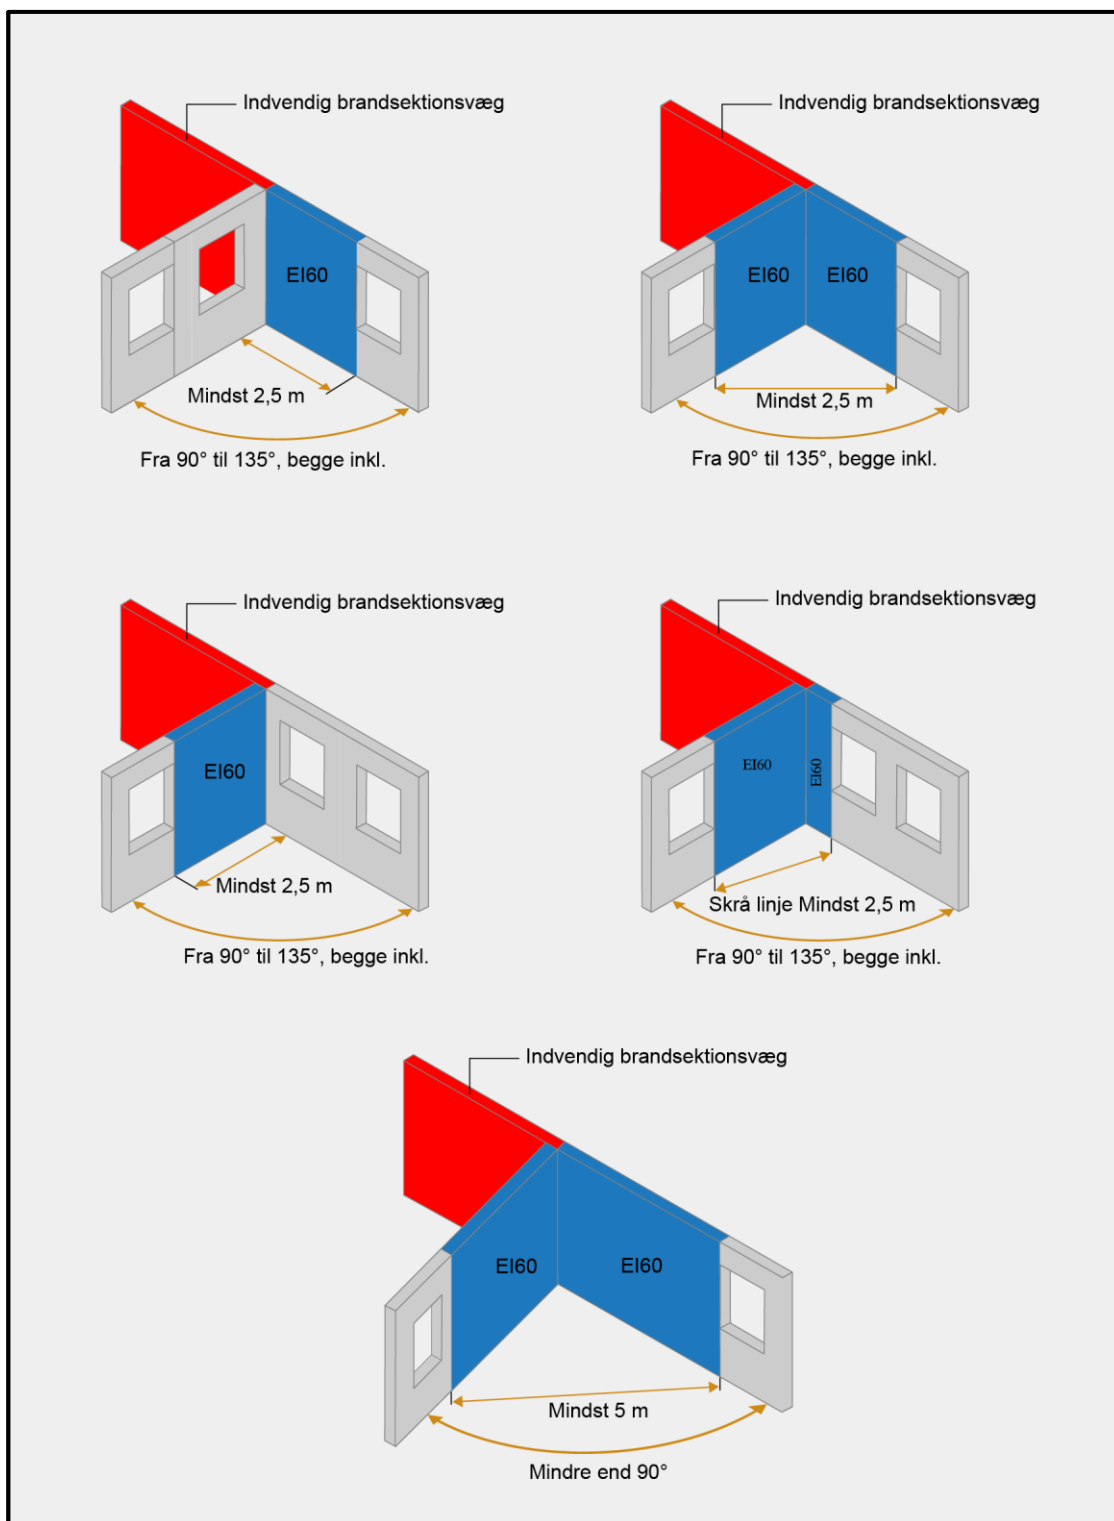 Indvendig brandsektionsvæg
EI60
Mindst 2,5 m
Fra 90° til 135°, begge inkl.
Indvendig brandsektionsvæg
EI60 EI60
Mindst 2,5 m
Fra 90° til 135°, begge inkl.
Indvendig brandsektionsvæg
EI60
Mindst 2,5 m
Fra 90° til 135°, begge inkl.
Indvendig brandsektionsvæg
EI60 EI60
Skrå linje Mindst 2,5 m
Fra 90° til 135°, begge inkl.
Indvendig brandsektionsvæg
EI60 EI60
Mindst 5 m
Mindre end 90°